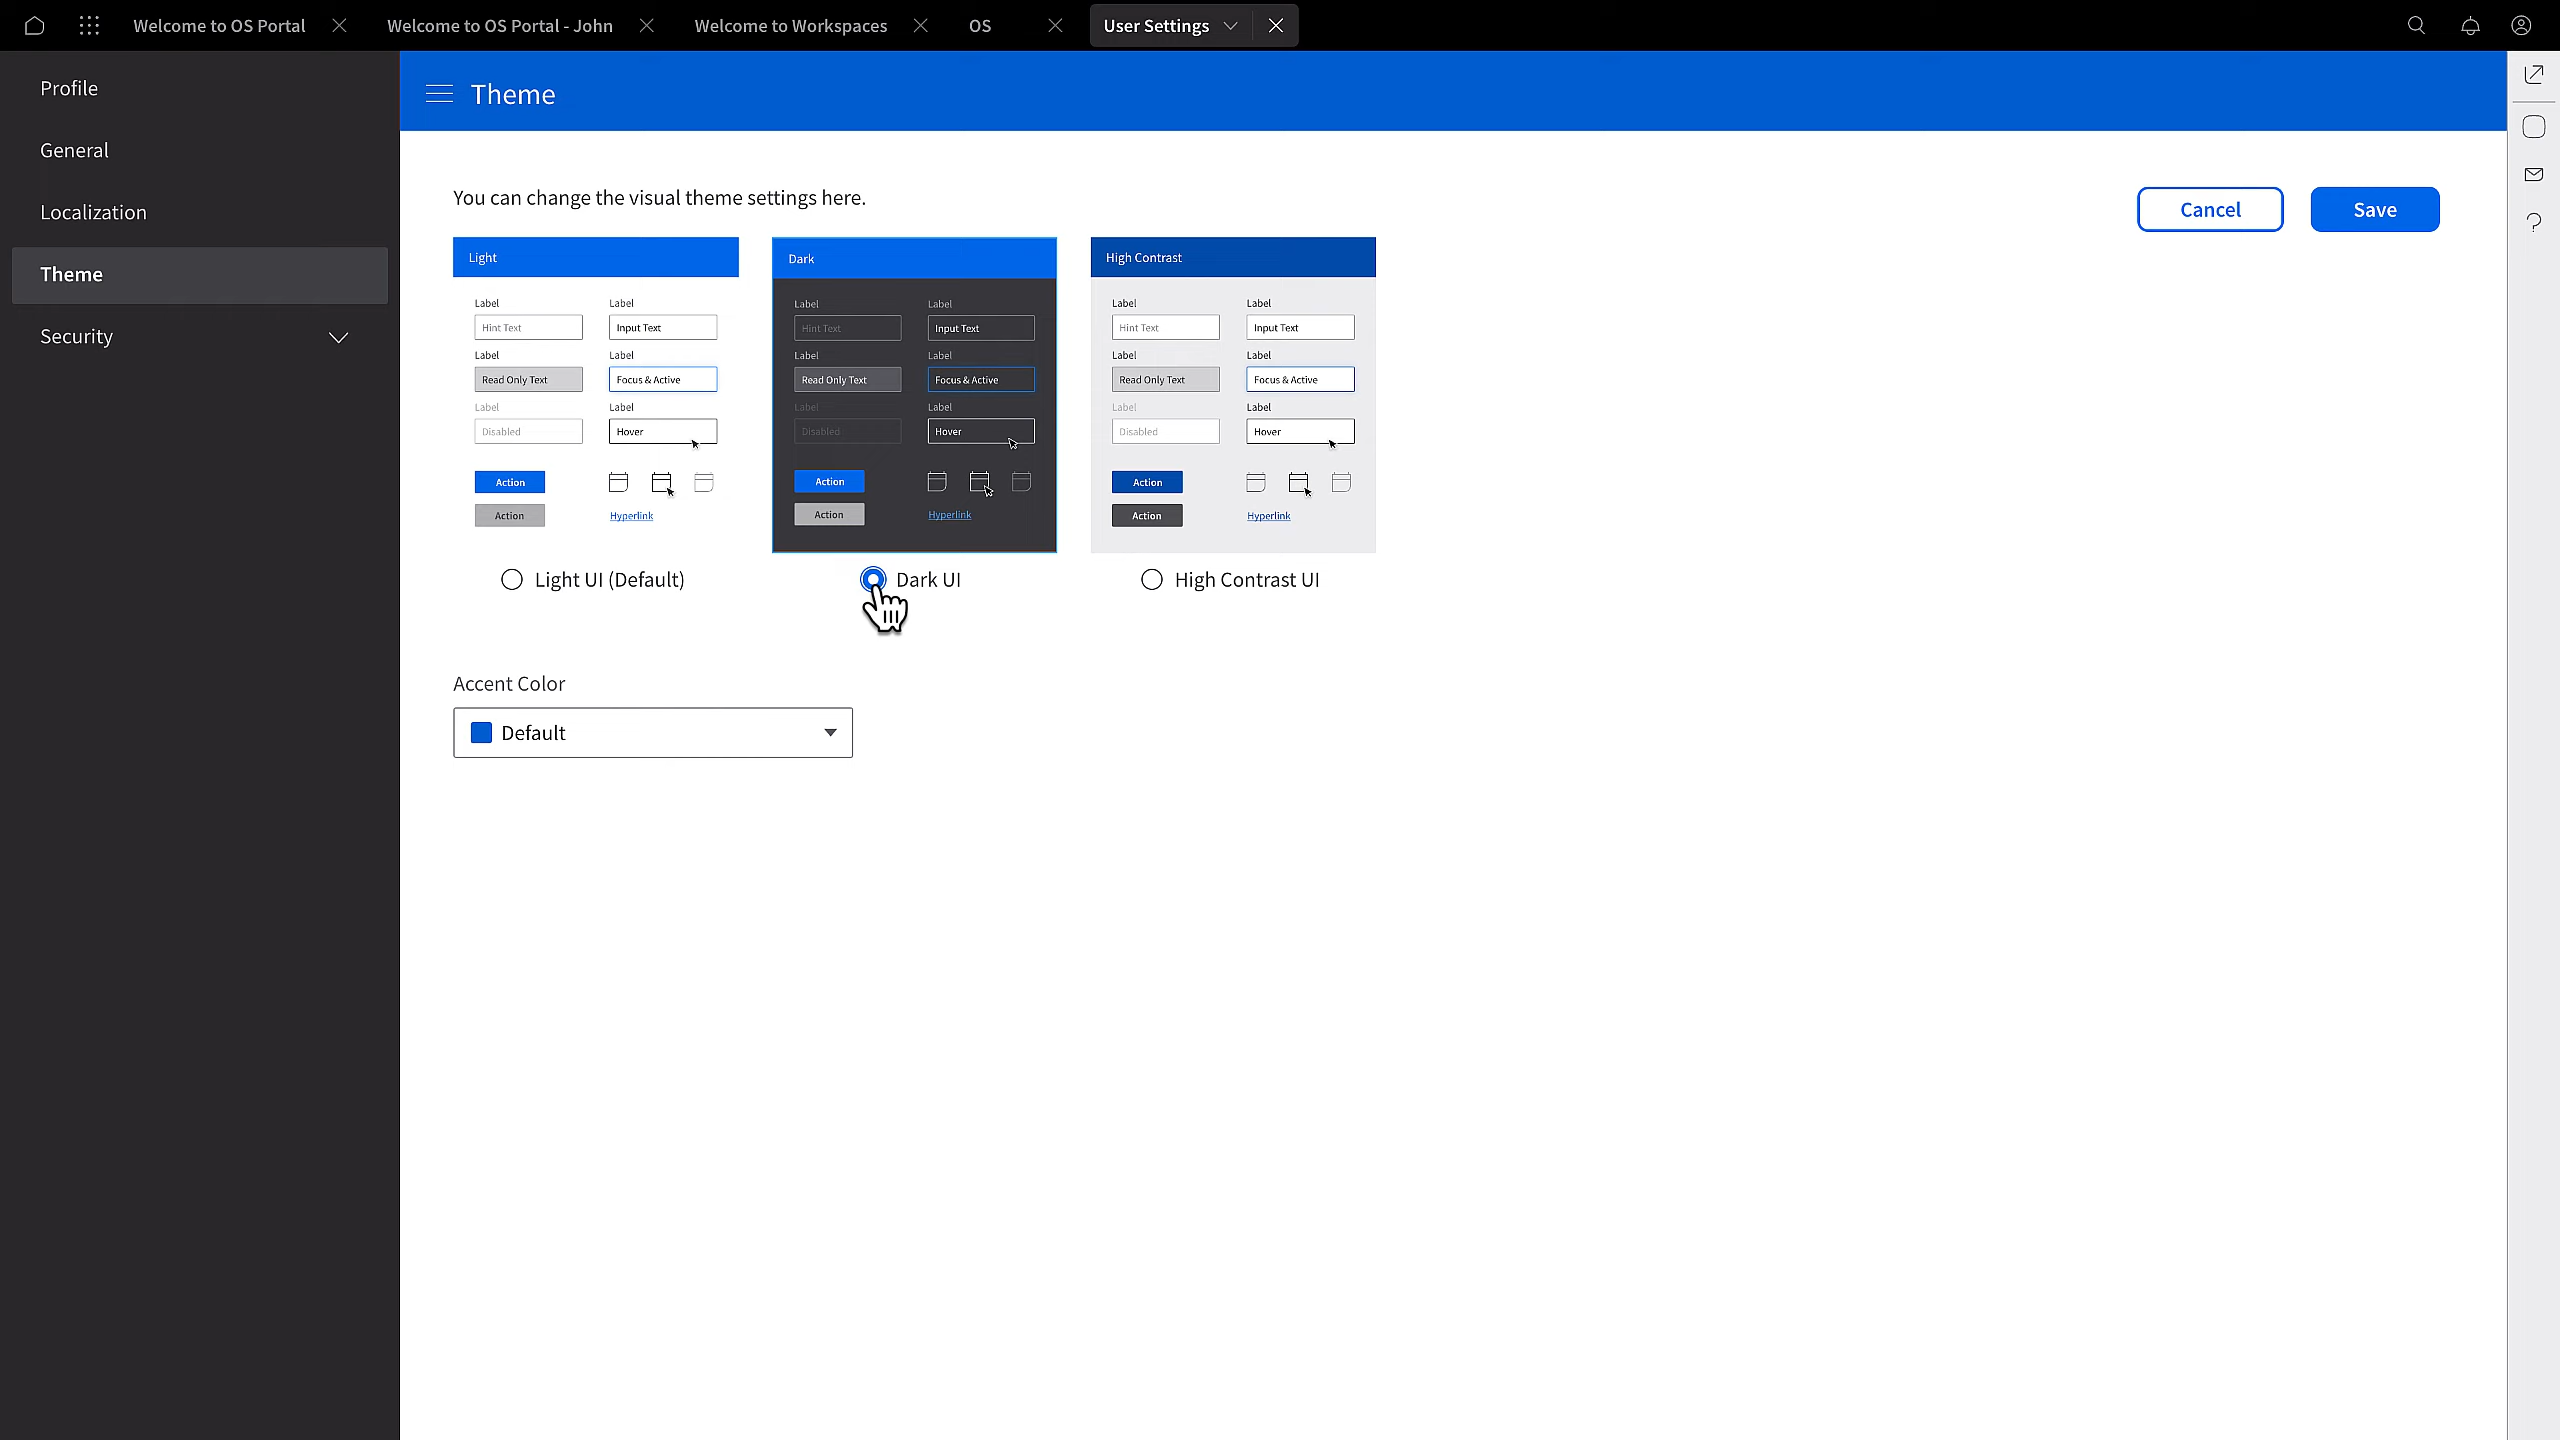 Welcome to OS Portal
Welcome to OS Portal - John
Welcome to Workspaces
OS
User Settings
Profile
General
Localization
Theme
Security
Theme
You can change the visual theme settings here.
Cancel
Save
Light
Label
Label
Hint Text
Input Text
Label
Label
Read Only Text
Focus & Active
Label
Label
Disabled
Hover
Action
Action
Hyperlink
Light UI (Default)
Dark
Label
Label
Hint Text
Input Text
Label
Label
Read Only Text
Focus & Active
Label
Label
Disabled
Hover
Action
Action
Hyperlink
Dark UI
High Contrast
Label
Label
Hint Text
Input Text
Label
Label
Read Only Text
Focus & Active
Label
Label
Disabled
Hover
Action
Action
Hyperlink
High Contrast UI
Accent Color
Default